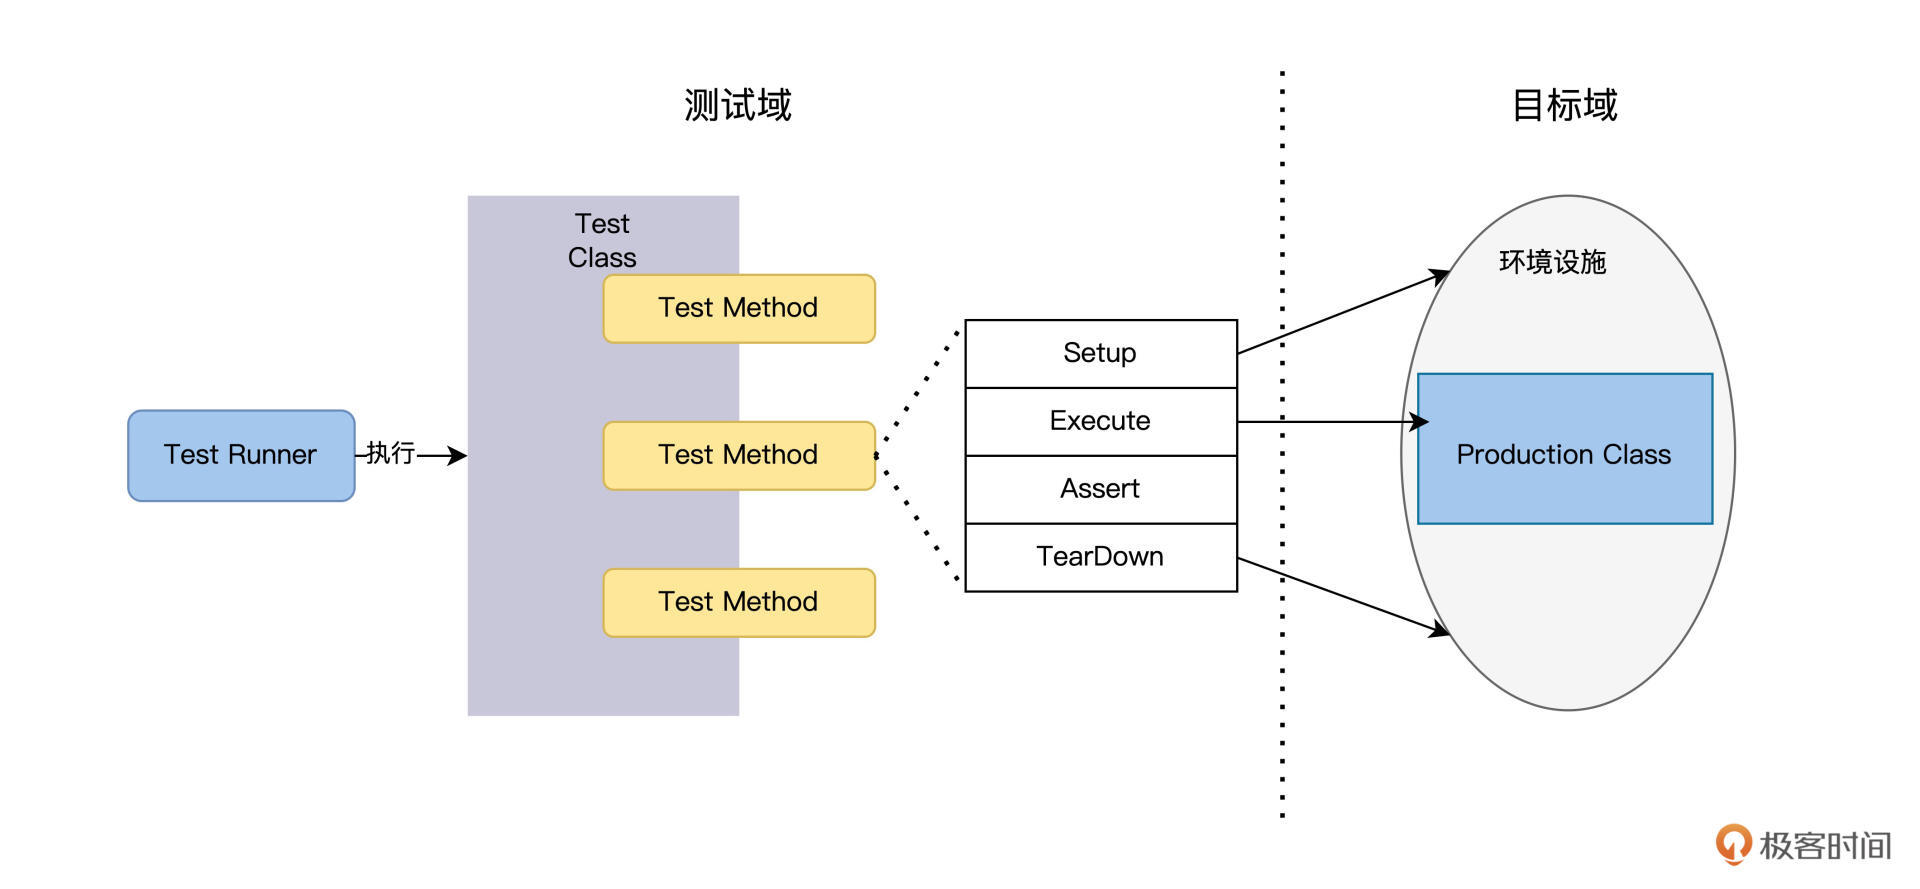 测试域
目标域
Test
Class
Test Method
Test Method
Test Method
Test Runner
执行
Setup
Execute
Assert
TearDown
环境设施
Production Class
极客时间